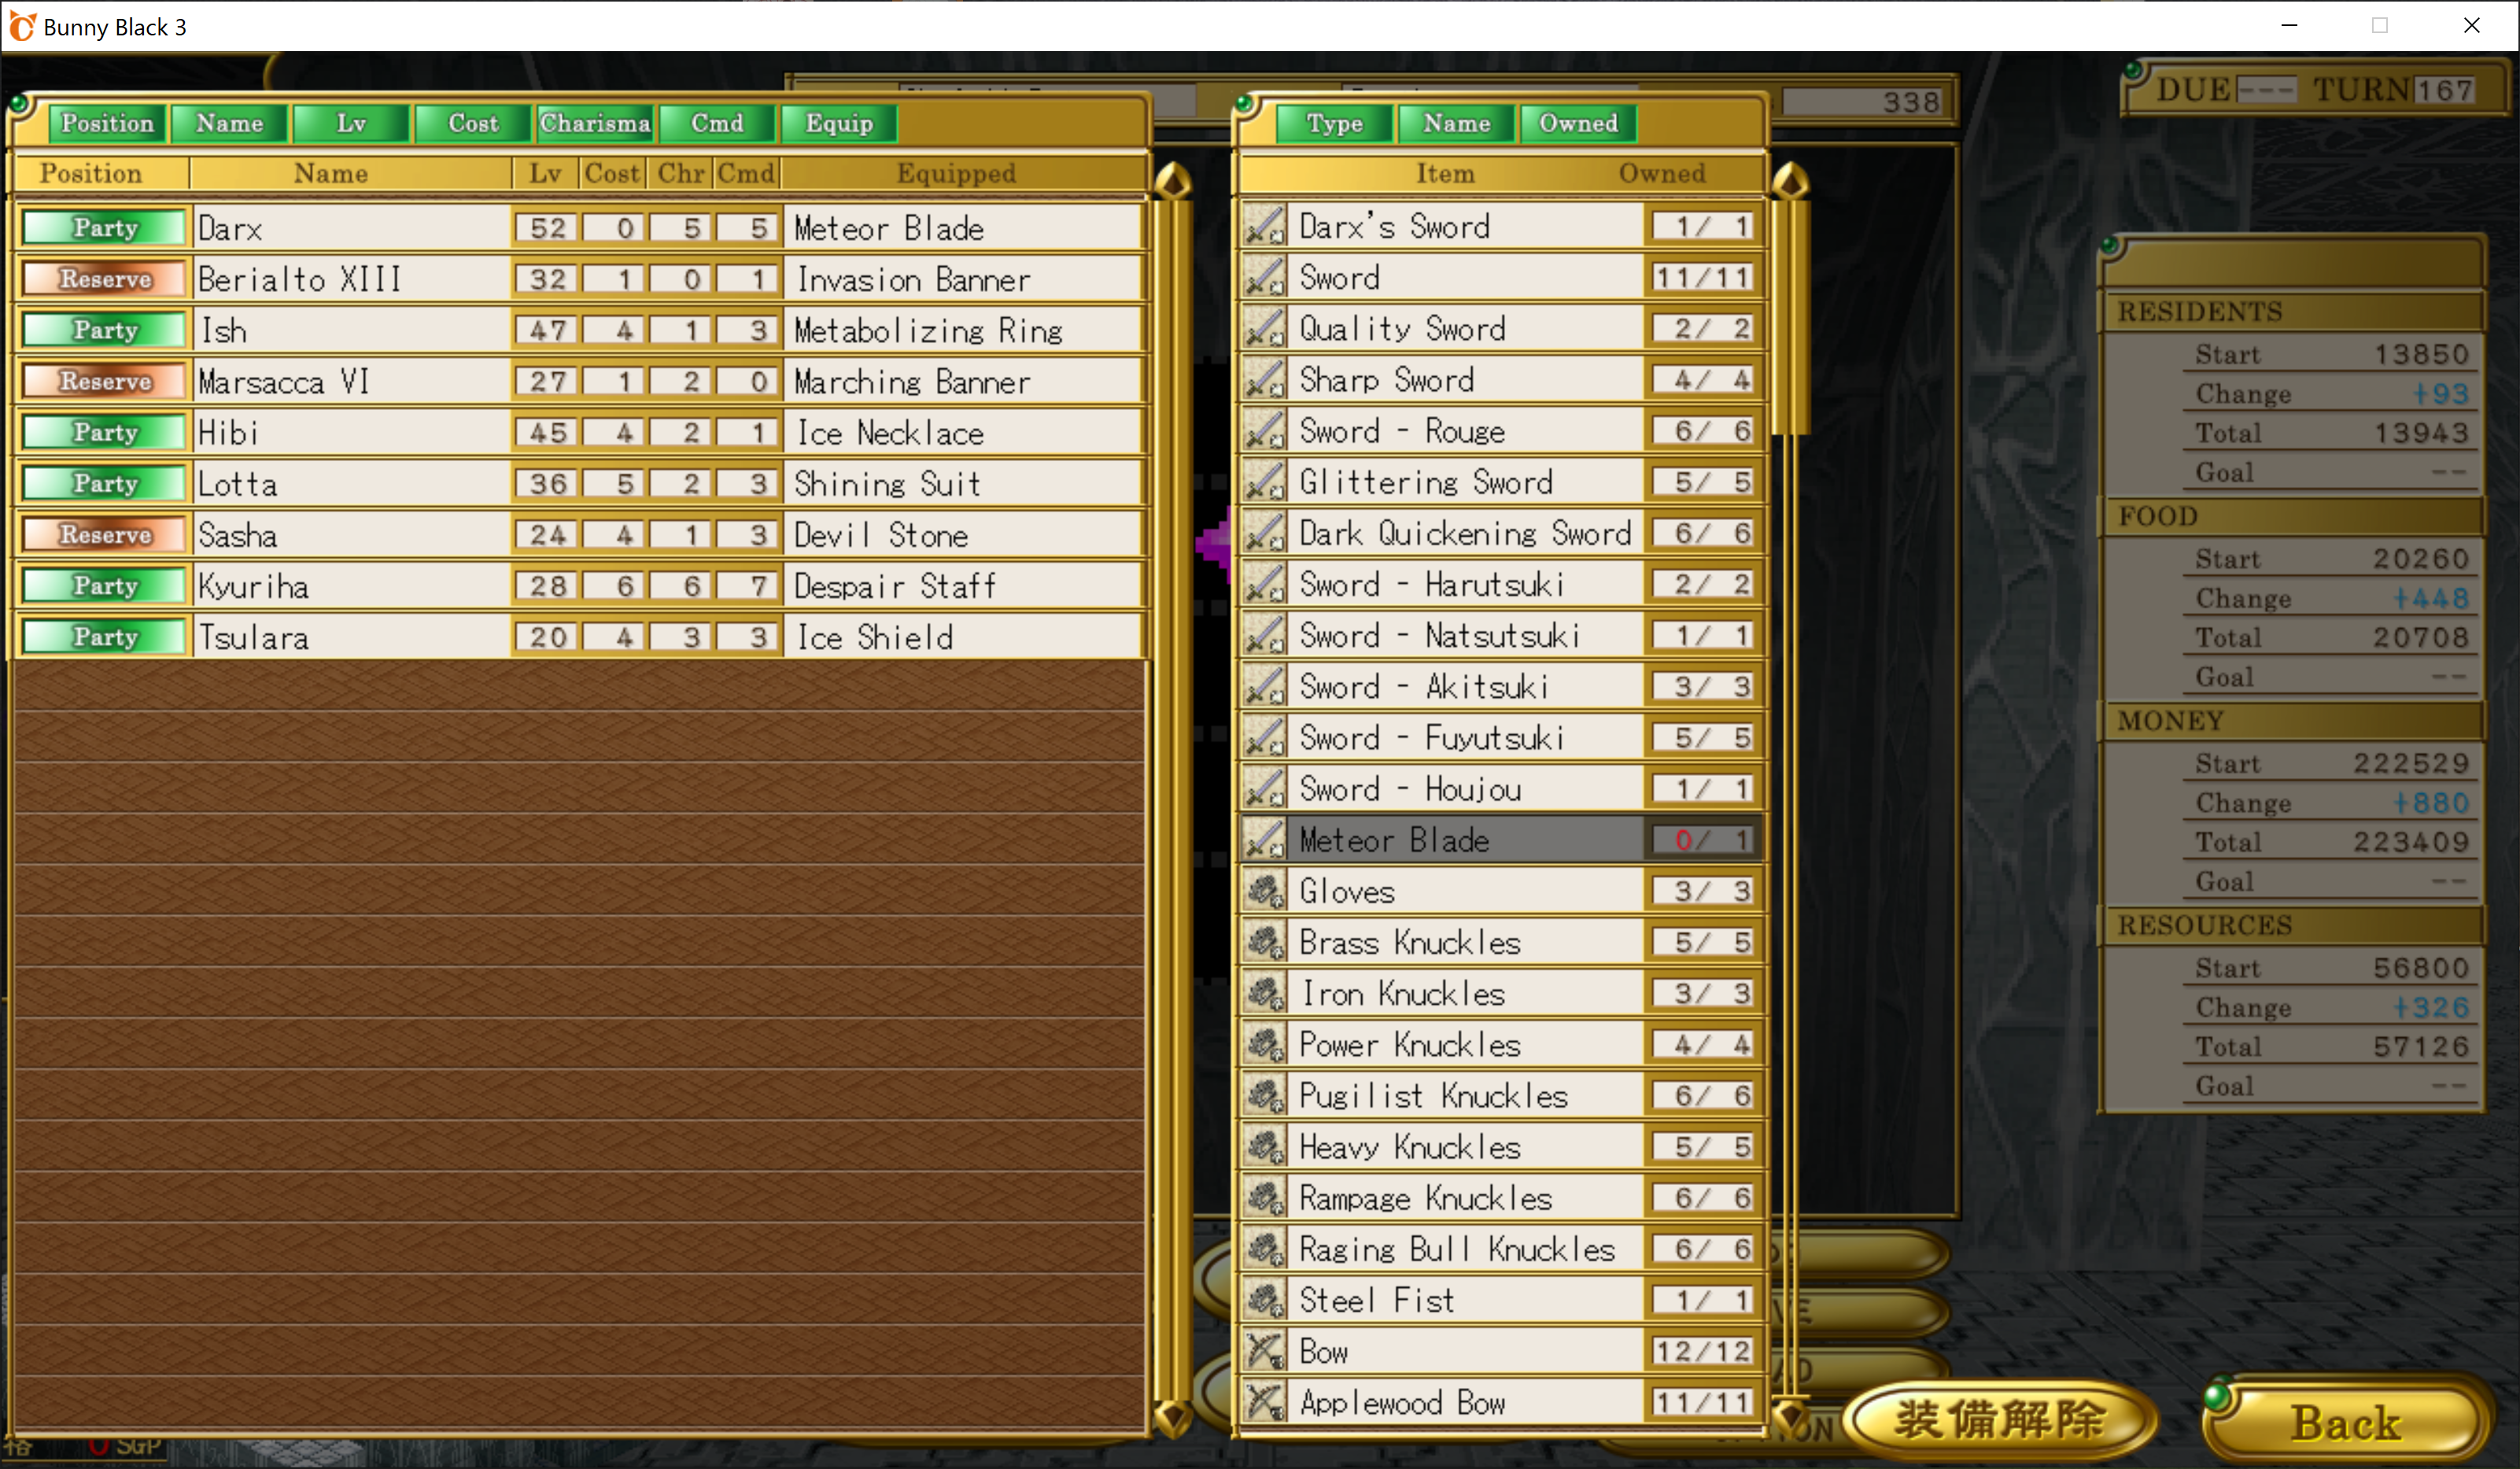 Bunny Black 3
338
DUE --- TURN 167
Position Name Lv Cost Charisma Cmd Equip
Position Name Lv Cost Chr Cmd Equipped
Party Darx 52 0 5 5 Meteor Blade
Reserve Berialto XIII 32 1 0 1 Invasion Banner
Party Ish 47 4 1 3 Metabolizing Ring
Reserve Marsacca VI 27 1 2 0 Marching Banner
Party Hibi 45 4 2 1 Ice Necklace
Party Lotta 36 5 2 3 Shining Suit
Reserve Sasha 24 4 1 3 Devil Stone
Party Kyuriha 28 6 6 7 Despair Staff
Party Tsulara 20 4 3 3 Ice Shield
Type Name Owned
Item Owned
Darx's Sword 1/ 1
Sword 11/11
Quality Sword 2/ 2
Sharp Sword 4/ 4
Sword - Rouge 6/ 6
Glittering Sword 5/ 5
Dark Quickening Sword 6/ 6
Sword - Harutsuki 2/ 2
Sword - Natsutsuki 1/ 1
Sword - Akitsuki 3/ 3
Sword - Fuyutsuki 5/ 5
Sword - Houjou 1/ 1
Meteor Blade 0/ 1
Gloves 3/ 3
Brass Knuckles 5/ 5
Iron Knuckles 3/ 3
Power Knuckles 4/ 4
Pugilist Knuckles 6/ 6
Heavy Knuckles 5/ 5
Rampage Knuckles 6/ 6
Raging Bull Knuckles 6/ 6
Steel Fist 1/ 1
Bow 12/12
Applewood Bow 11/11
RESIDENTS
Start 13850
Change +93
Total 13943
Goal --
FOOD
Start 20260
Change +448
Total 20708
Goal --
MONEY
Start 222529
Change +880
Total 223409
Goal --
RESOURCES
Start 56800
Change +326
Total 57126
Goal --
0 SGP
装備解除
Back